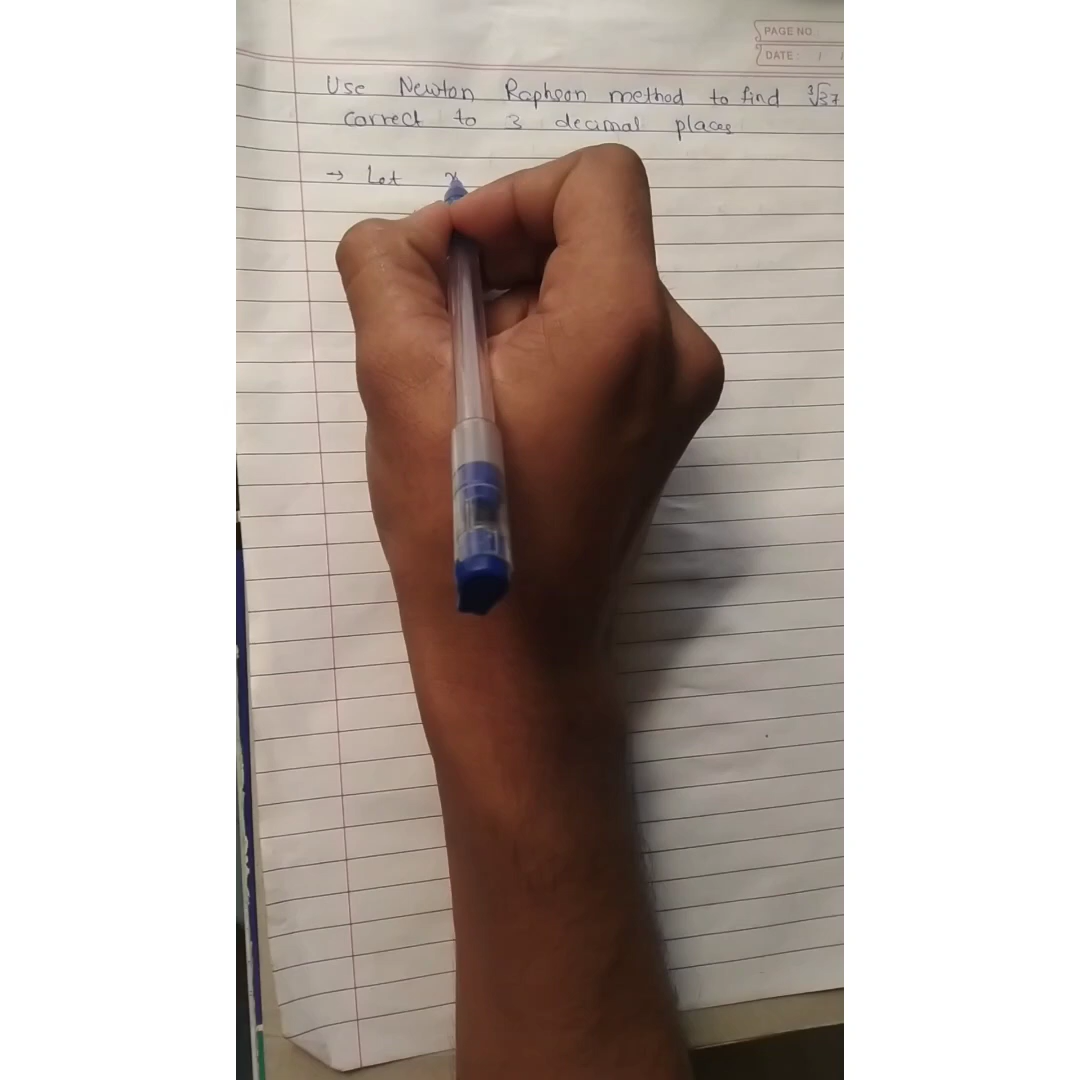 PAGE NO
DATE: / /
Use Newton Raphson method to find ∛37
correct to 3 decimal places
→ Let x